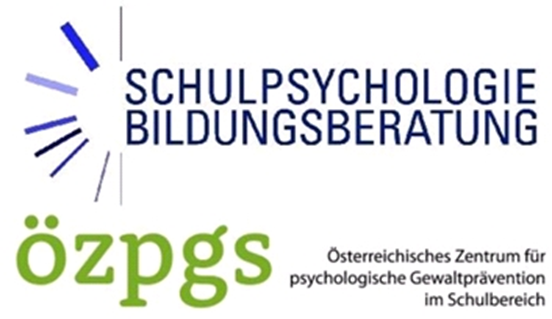 SCHULPSYCHOLOGIE
BILDUNGSBERATUNG
özpgs
Österreichisches Zentrum für
psychologische Gewaltprävention
im Schulbereich